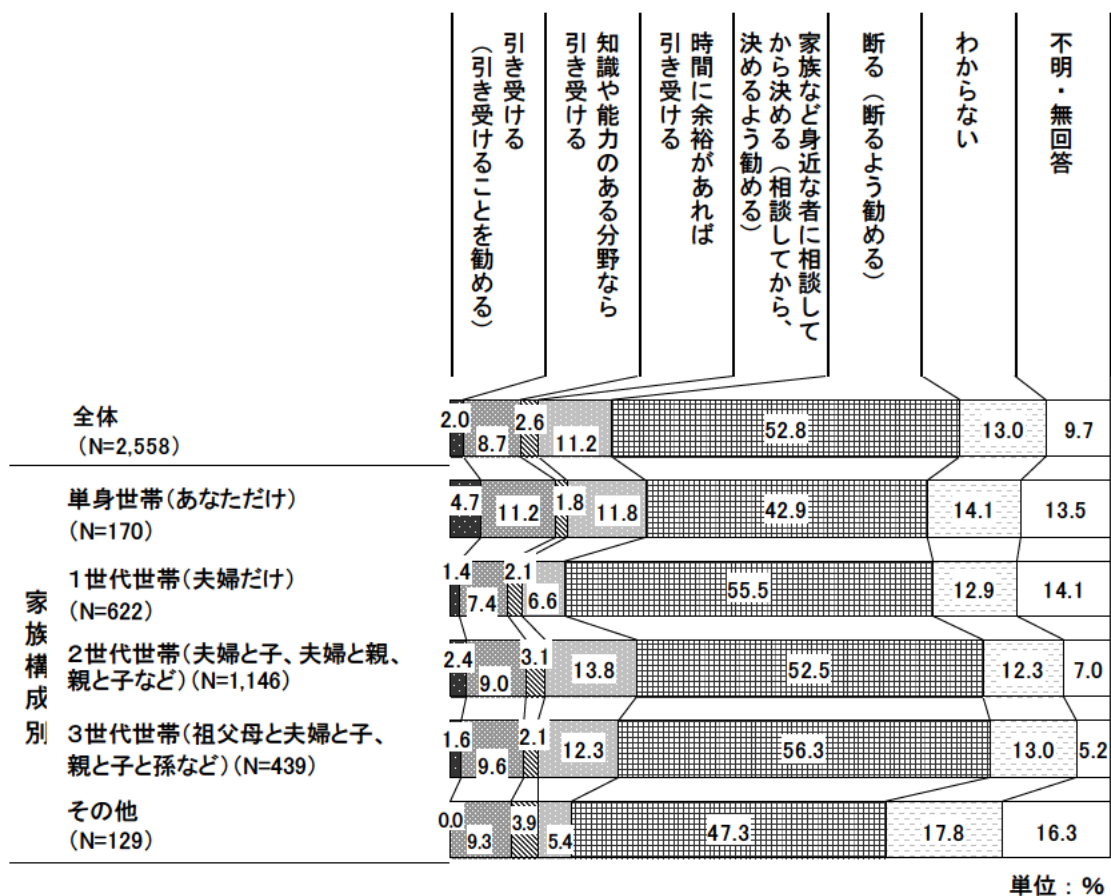 引き受ける
（引き受けることを勧める）
知識や能力のある分野なら
引き受ける
時間に余裕があれば
引き受ける
家族など身近な者に相談して
から決める（相談してから、
決めるよう勧める）
断る（断るよう勧める）
わからない
不明・無回答
全体
（N=2,558）
2.0 8.7 2.6 11.2 52.8 13.0 9.7
家族構成別
単身世帯（あなただけ）
（N=170）
4.7 11.2 1.8 11.8 42.9 14.1 13.5
１世代世帯（夫婦だけ）
（N=622）
1.4 7.4 2.1 6.6 55.5 12.9 14.1
２世代世帯（夫婦と子、夫婦と親、
親と子など）（N=1,146）
2.4 9.0 3.1 13.8 52.5 12.3 7.0
３世代世帯（祖父母と夫婦と子、
親と子と孫など）（N=439）
1.6 9.6 2.1 12.3 56.3 13.0 5.2
その他
（N=129）
0.0 9.3 3.9 5.4 47.3 17.8 16.3
単位：%